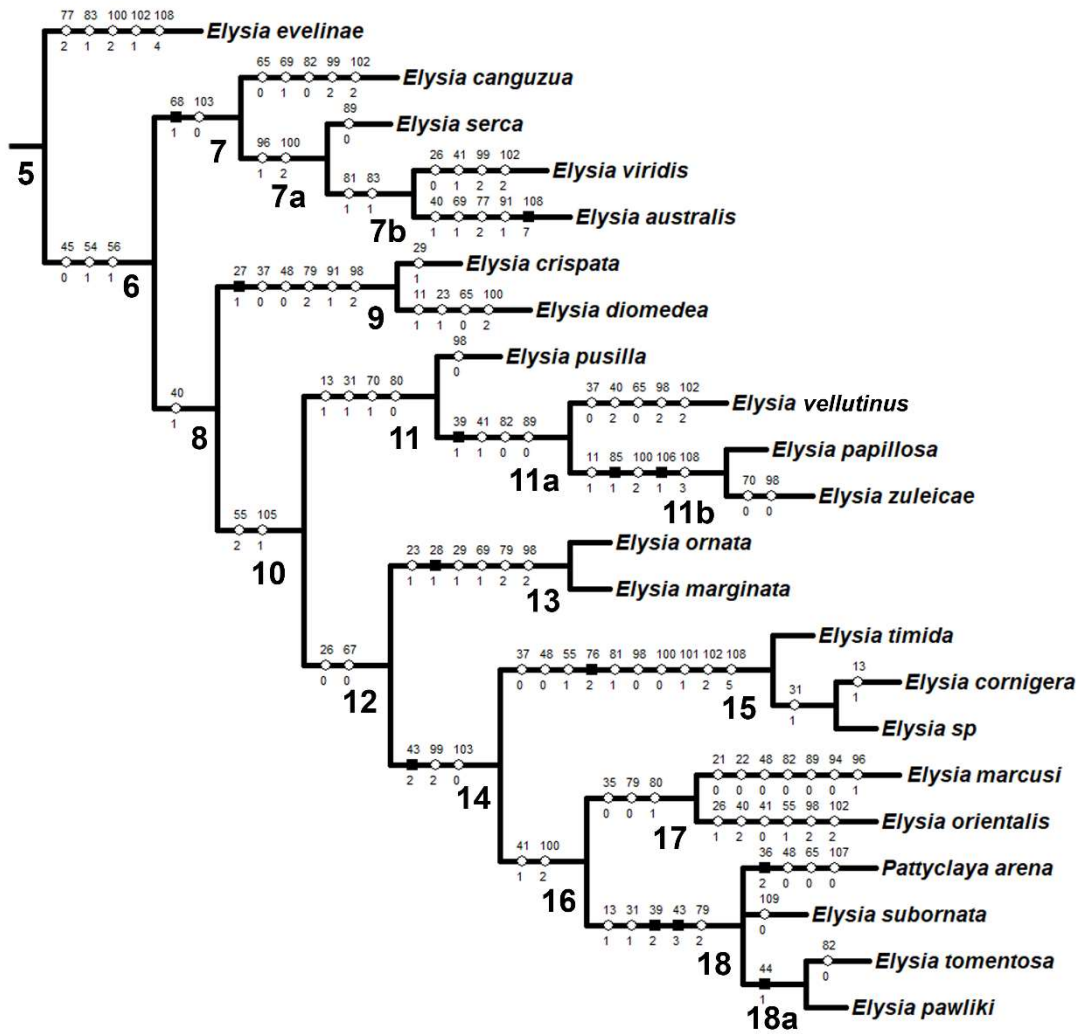 77 83 100 102 108
2 1 2 1 4
Elysia evelinae
65 69 82 99 102
0 1 0 2 2
Elysia canguzua
68 103
1 0
7
89
0
Elysia serca
96 100
1 2
7a
26 41 99 102
0 1 2 2
Elysia viridis
81 83
1 1
7b
40 69 77 91 108
1 1 2 1 7
Elysia australis
5
45 54 56
0 1 1
6
27 37 48 79 91 98
1 0 0 2 1 2
9
29
1
Elysia crispata
11 23 65 100
1 1 0 2
Elysia diomedea
40
1
8
13 31 70 80
1 1 1 0
11
98
0
Elysia pusilla
39 41 82 89
1 1 0 0
11a
37 40 65 98 102
0 2 0 2 2
Elysia vellutinus
11 85 100 106 108
1 1 2 1 3
11b
Elysia papillosa
70 98
0 0
Elysia zuleicae
55 105
2 1
10
23 28 29 69 79 98
1 1 1 1 2 2
13
Elysia ornata
Elysia marginata
26 67
0 0
12
37 48 55 76 81 98 100 101 102 108
0 0 1 2 1 0 0 1 2 5
15
Elysia timida
31
1
13
1
Elysia cornigera
Elysia sp
43 99 103
2 2 0
14
35 79 80
0 0 1
17
21 22 48 82 89 94 96
0 0 0 0 0 0 1
Elysia marcusi
26 40 41 55 98 102
1 2 0 1 2 2
Elysia orientalis
41 100
1 2
16
36 48 65 107
2 0 0 0
Pattyclaya arena
13 31 39 43 79
1 1 2 3 2
18
109
0
Elysia subornata
44
1
18a
82
0
Elysia tomentosa
Elysia pawliki